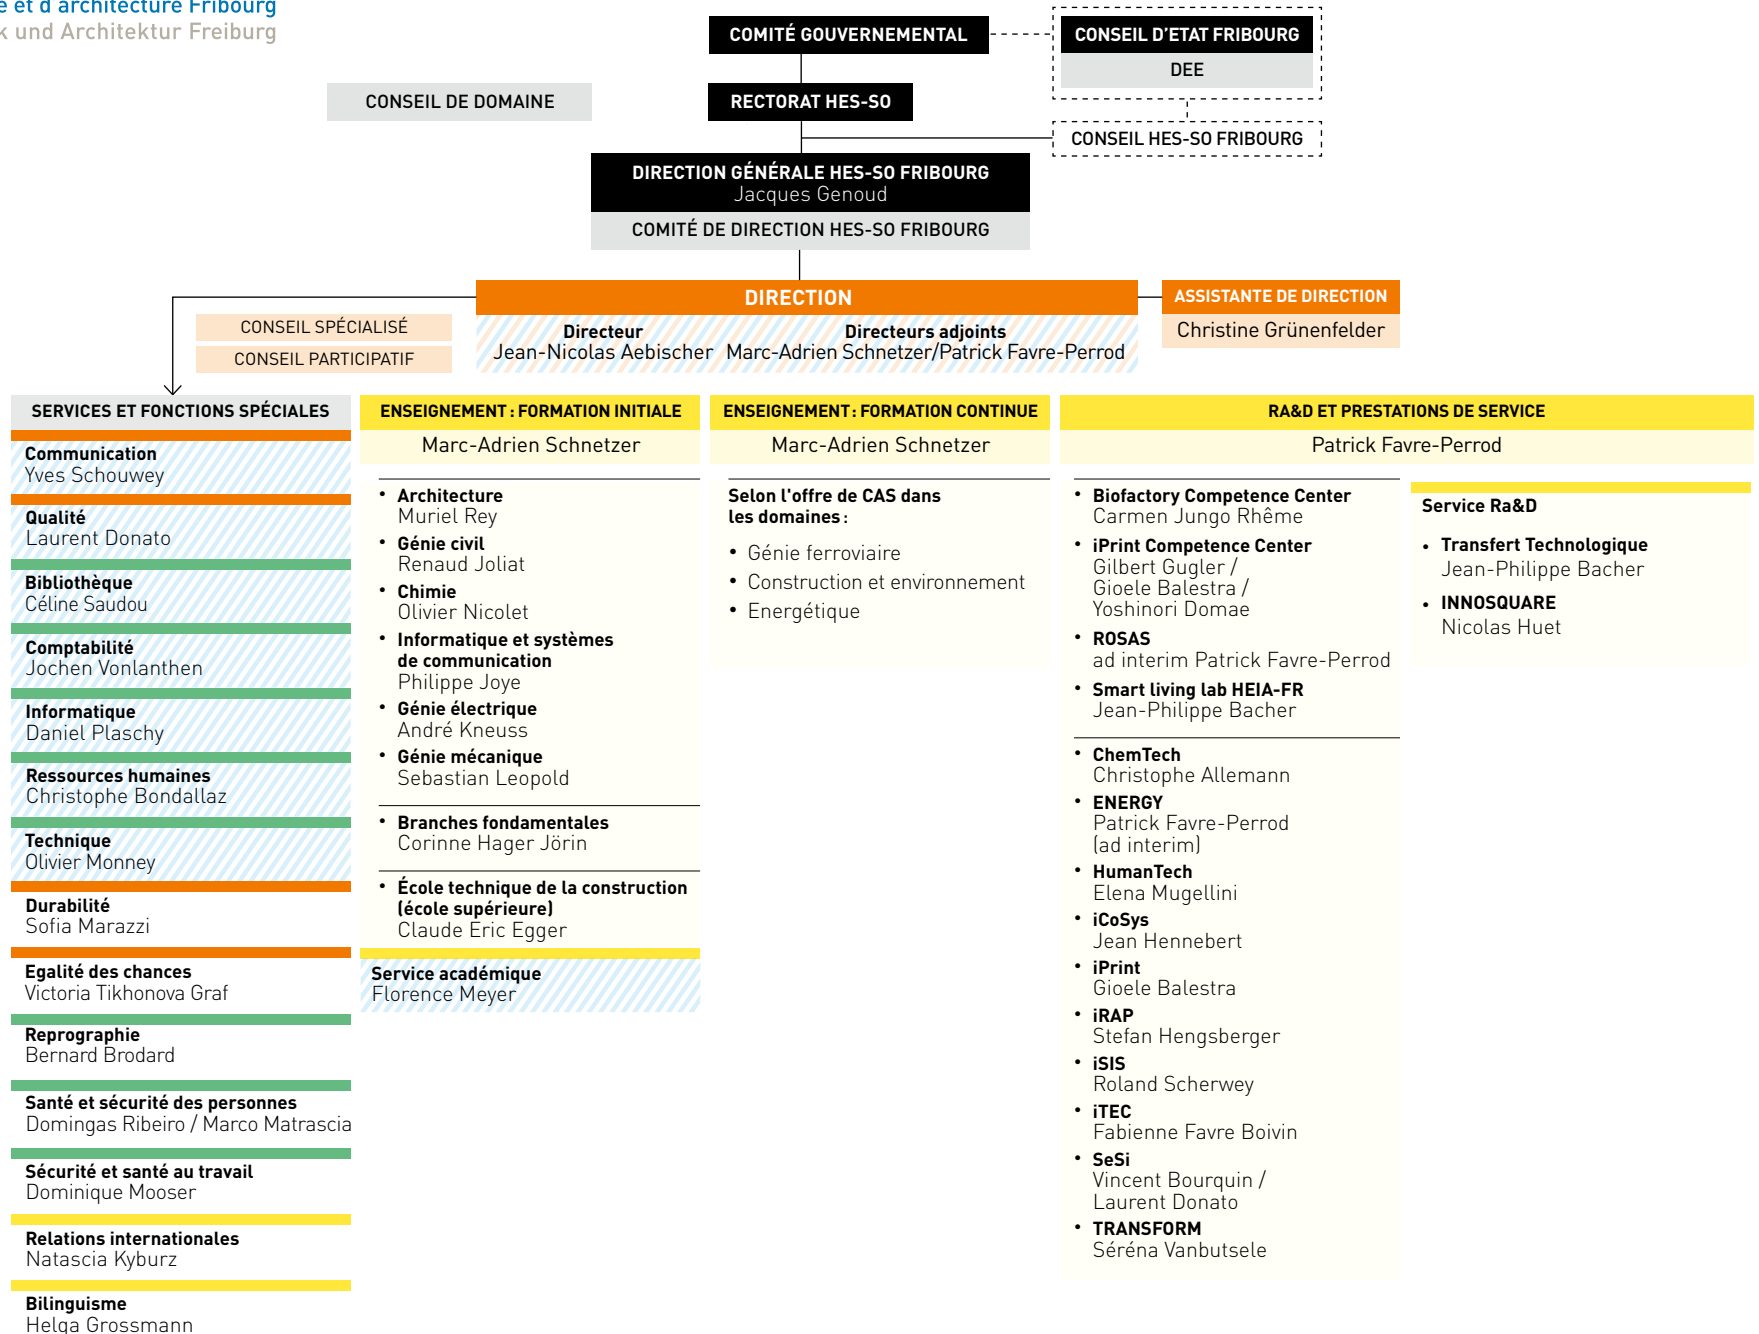 e et d'architecture Fribourg
k und Architektur Freiburg
COMITÉ GOUVERNEMENTAL
CONSEIL D'ETAT FRIBOURG
DEE
CONSEIL DE DOMAINE
RECTORAT HES-SO
CONSEIL HES-SO FRIBOURG
DIRECTION GÉNÉRALE HES-SO FRIBOURG
Jacques Genoud
COMITÉ DE DIRECTION HES-SO FRIBOURG
DIRECTION
Directeur
Jean-Nicolas Aebischer
Directeurs adjoints
Marc-Adrien Schnetzer/Patrick Favre-Perrod
ASSISTANTE DE DIRECTION
Christine Grünenfelder
CONSEIL SPÉCIALISÉ
CONSEIL PARTICIPATIF
SERVICES ET FONCTIONS SPÉCIALES
Communication
Yves Schouwey
Qualité
Laurent Donato
Bibliothèque
Céline Saudou
Comptabilité
Jochen Vonlanthen
Informatique
Daniel Plaschy
Ressources humaines
Christophe Bondallaz
Technique
Olivier Monney
Durabilité
Sofia Marazzi
Egalité des chances
Victoria Tikhonova Graf
Reprographie
Bernard Brodard
Santé et sécurité des personnes
Domingas Ribeiro / Marco Matrascia
Sécurité et santé au travail
Dominique Mooser
Relations internationales
Natascia Kyburz
Bilinguisme
Helga Grossmann
ENSEIGNEMENT : FORMATION INITIALE
Marc-Adrien Schnetzer
• Architecture
Muriel Rey
• Génie civil
Renaud Joliat
• Chimie
Olivier Nicolet
• Informatique et systèmes
de communication
Philippe Joye
• Génie électrique
André Kneuss
• Génie mécanique
Sebastian Leopold
• Branches fondamentales
Corinne Hager Jörin
• École technique de la construction
(école supérieure)
Claude Eric Egger
Service académique
Florence Meyer
ENSEIGNEMENT : FORMATION CONTINUE
Marc-Adrien Schnetzer
Selon l'offre de CAS dans
les domaines :
• Génie ferroviaire
• Construction et environnement
• Energétique
RA&D ET PRESTATIONS DE SERVICE
Patrick Favre-Perrod
• Biofactory Competence Center
Carmen Jungo Rhême
• iPrint Competence Center
Gilbert Gugler /
Gioele Balestra /
Yoshinori Domae
• ROSAS
ad interim Patrick Favre-Perrod
• Smart living lab HEIA-FR
Jean-Philippe Bacher
• ChemTech
Christophe Allemann
• ENERGY
Patrick Favre-Perrod
(ad interim)
• HumanTech
Elena Mugellini
• iCoSys
Jean Hennebert
• iPrint
Gioele Balestra
• iRAP
Stefan Hengsberger
• iSIS
Roland Scherwey
• iTEC
Fabienne Favre Boivin
• SeSi
Vincent Bourquin /
Laurent Donato
• TRANSFORM
Séréna Vanbutsele
Service Ra&D
• Transfert Technologique
Jean-Philippe Bacher
• INNOSQUARE
Nicolas Huet